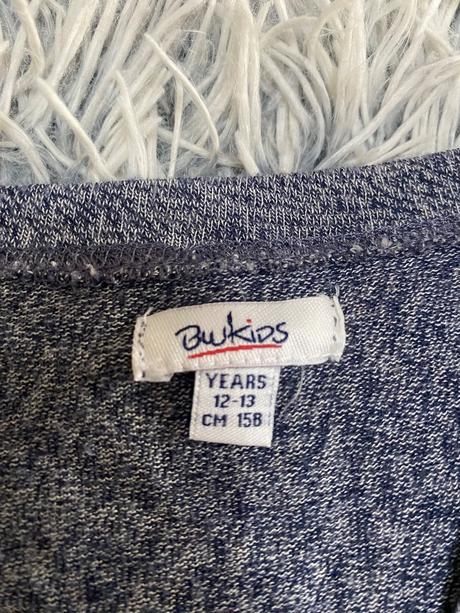 BWKIDS
YEARS
12-13
CM 158